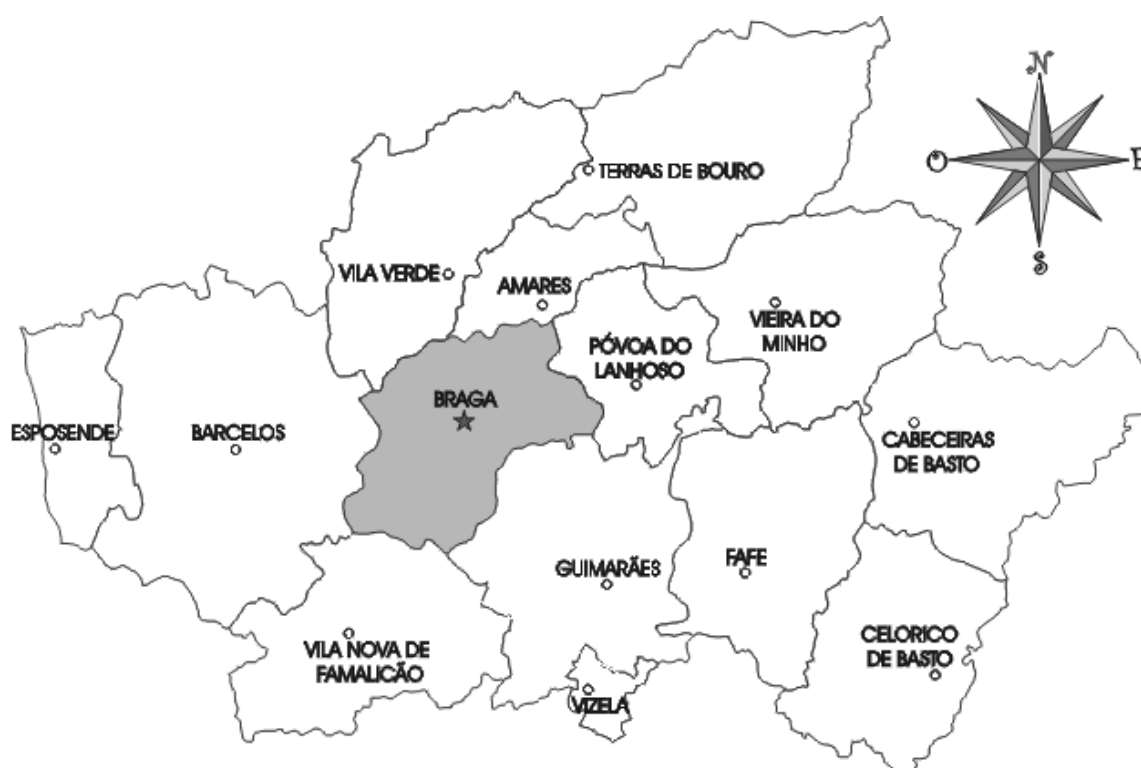 N
O
E
S
TERRAS DE BOURO
VILA VERDE
AMARES
VIEIRA DO
MINHO
PÓVOA DO
LANHOSO
BRAGA
ESPOSENDE
BARCELOS
CABECEIRAS
DE BASTO
GUIMARÃES
FAFE
VILA NOVA DE
FAMALICÃO
CELORICO
DE BASTO
VIZELA